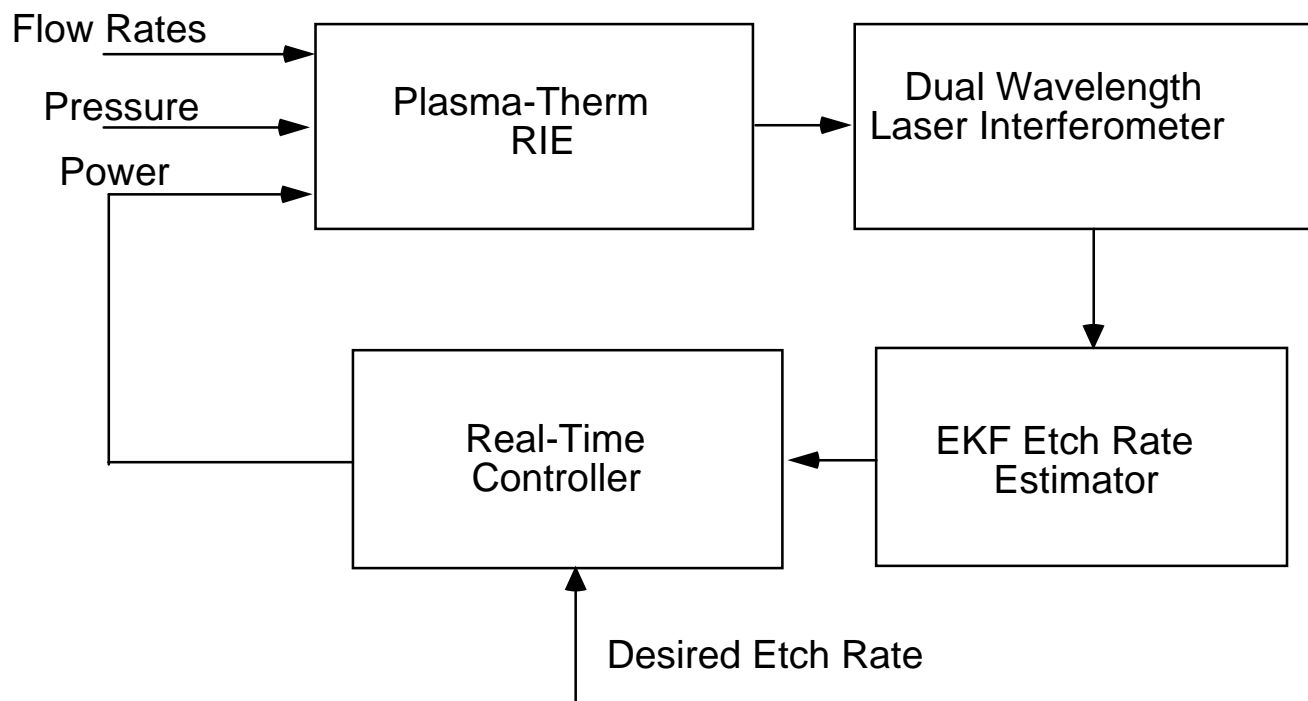 Flow Rates
Pressure
Power
Plasma-Therm
RIE
Dual Wavelength
Laser Interferometer
Real-Time
Controller
EKF Etch Rate
Estimator
Desired Etch Rate